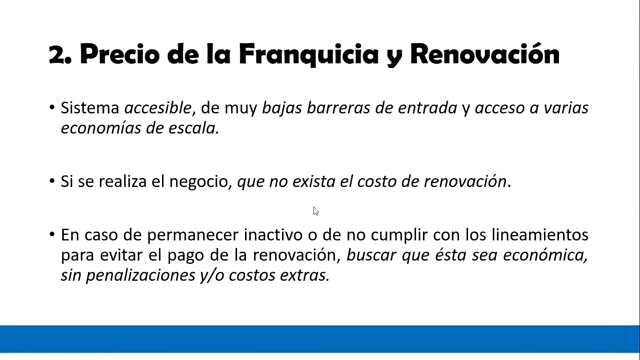 2. Precio de la Franquicia y Renovación
• Sistema accesible, de muy bajas barreras de entrada y acceso a varias
economías de escala.
• Si se realiza el negocio, que no exista el costo de renovación.
• En caso de permanecer inactivo o de no cumplir con los lineamientos
para evitar el pago de la renovación, buscar que ésta sea económica,
sin penalizaciones y/o costos extras.